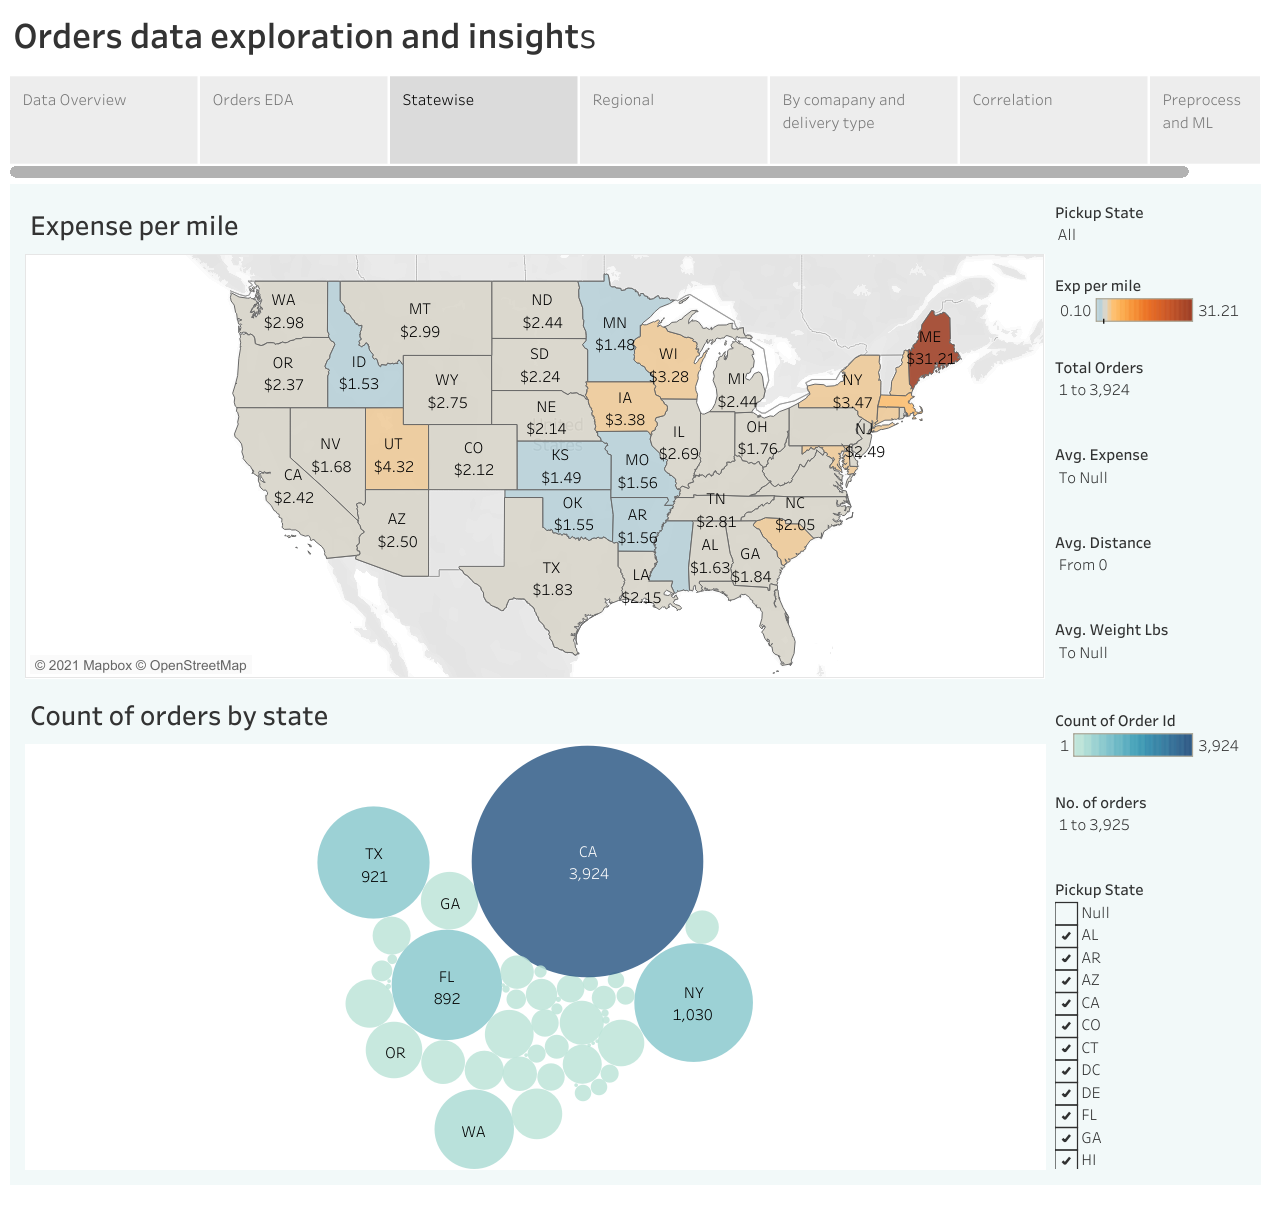 Orders data exploration and insights
Data Overview
Orders EDA
Statewise
Regional
By comapany and
delivery type
Correlation
Preprocess
and ML
Expense per mile
WA
$2.98
MT
$2.99
ND
$2.44
MN
$1.48
ME
$31.21
OR
$2.37
ID
$1.53
SD
$2.24
WI
$3.28
WY
$2.75
MI
$2.44
NY
$3.47
NE
$2.14
IA
$3.38
United
States
NV
$1.68
UT
$4.32
CO
$2.12
KS
$1.49
MO
$1.56
IL
$2.69
OH
$1.76
NJ
$2.49
CA
$2.42
AZ
$2.50
OK
$1.55
AR
$1.56
TN
$2.81
NC
$2.05
TX
$1.83
LA
$2.15
AL
$1.63
GA
$1.84
© 2021 Mapbox © OpenStreetMap
Pickup State
All
Exp per mile
0.10
31.21
Total Orders
1 to 3,924
Avg. Expense
To Null
Avg. Distance
From 0
Avg. Weight Lbs
To Null
Count of orders by state
CA
3,924
TX
921
GA
FL
892
NY
1,030
OR
WA
Count of Order Id
1
3,924
No. of orders
1 to 3,925
Pickup State
Null
AL
AR
AZ
CA
CO
CT
DC
DE
FL
GA
HI